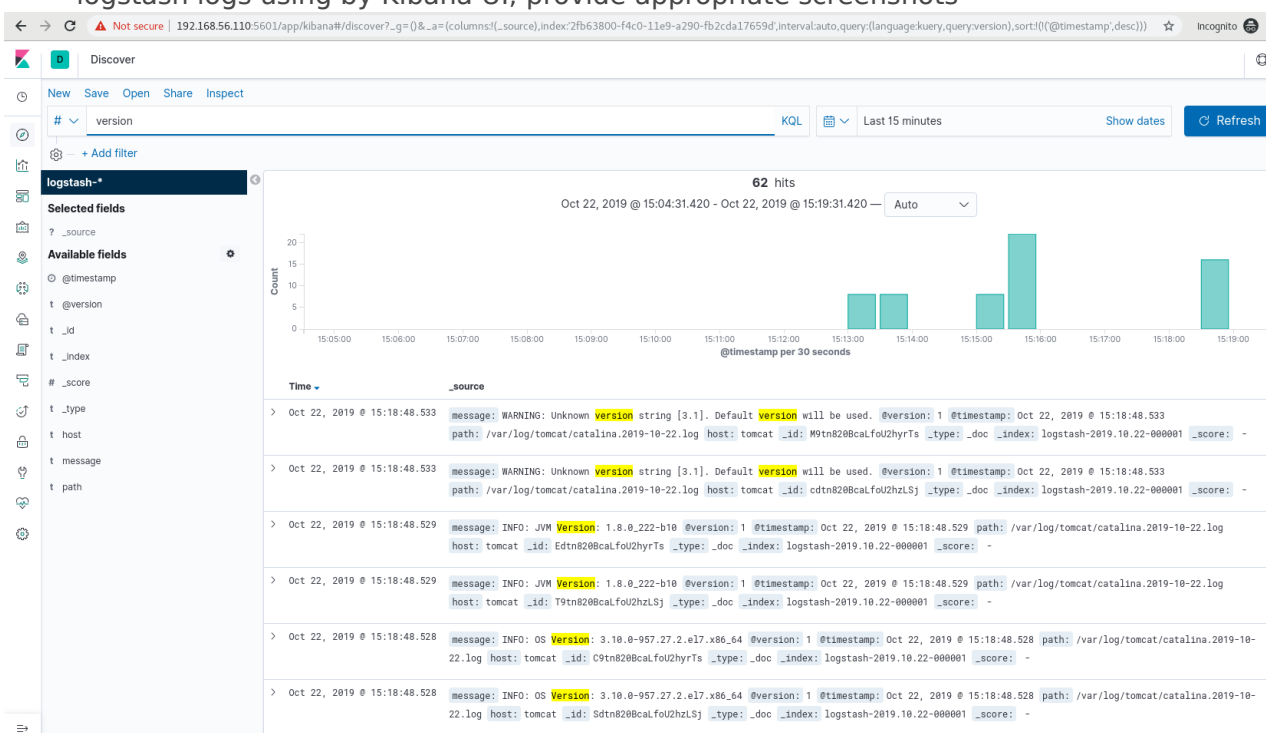 logstash logs using by Kibana UI, provide appropriate screenshots
Not secure | 192.168.56.110:5601/app/kibana#/discover?_g=()&_a=(columns:!(_source),index:'2fb63800-f4c0-11e9-a290-fb2cda17659d',interval:auto,query:(language:kuery,query:version),sort:!(!('@timestamp',desc))) Incognito
D Discover
New Save Open Share Inspect
# version KQL Last 15 minutes Show dates Refresh
+ Add filter
logstash-*
Selected fields
? _source
Available fields
@timestamp
t @version
t _id
t _index
# _score
t _type
t host
t message
t path
62 hits
Oct 22, 2019 @ 15:04:31.420 - Oct 22, 2019 @ 15:19:31.420 — Auto
Count
20
15
10
5
0
15:05:00 15:06:00 15:07:00 15:08:00 15:09:00 15:10:00 15:11:00 15:12:00 15:13:00 15:14:00 15:15:00 15:16:00 15:17:00 15:18:00 15:19:00
@timestamp per 30 seconds
Time _source
Oct 22, 2019 @ 15:18:48.533 message: WARNING: Unknown version string [3.1]. Default version will be used. @version: 1 @timestamp: Oct 22, 2019 @ 15:18:48.533
path: /var/log/tomcat/catalina.2019-10-22.log host: tomcat _id: M9tn820BcaLfoU2hyrTs _type: _doc _index: logstash-2019.10.22-000001 _score: -
Oct 22, 2019 @ 15:18:48.533 message: WARNING: Unknown version string [3.1]. Default version will be used. @version: 1 @timestamp: Oct 22, 2019 @ 15:18:48.533
path: /var/log/tomcat/catalina.2019-10-22.log host: tomcat _id: cdtn820BcaLfoU2hzLSj _type: _doc _index: logstash-2019.10.22-000001 _score: -
Oct 22, 2019 @ 15:18:48.529 message: INFO: JVM Version: 1.8.0_222-b10 @version: 1 @timestamp: Oct 22, 2019 @ 15:18:48.529 path: /var/log/tomcat/catalina.2019-10-22.log
host: tomcat _id: Edtn820BcaLfoU2hyrTs _type: _doc _index: logstash-2019.10.22-000001 _score: -
Oct 22, 2019 @ 15:18:48.529 message: INFO: JVM Version: 1.8.0_222-b10 @version: 1 @timestamp: Oct 22, 2019 @ 15:18:48.529 path: /var/log/tomcat/catalina.2019-10-22.log
host: tomcat _id: T9tn820BcaLfoU2hzLSj _type: _doc _index: logstash-2019.10.22-000001 _score: -
Oct 22, 2019 @ 15:18:48.528 message: INFO: OS Version: 3.10.0-957.27.2.el7.x86_64 @version: 1 @timestamp: Oct 22, 2019 @ 15:18:48.528 path: /var/log/tomcat/catalina.2019-10-
22.log host: tomcat _id: C9tn820BcaLfoU2hyrTs _type: _doc _index: logstash-2019.10.22-000001 _score: -
Oct 22, 2019 @ 15:18:48.528 message: INFO: OS Version: 3.10.0-957.27.2.el7.x86_64 @version: 1 @timestamp: Oct 22, 2019 @ 15:18:48.528 path: /var/log/tomcat/catalina.2019-10-
22.log host: tomcat _id: Sdtn820BcaLfoU2hzLSj _type: _doc _index: logstash-2019.10.22-000001 _score: -